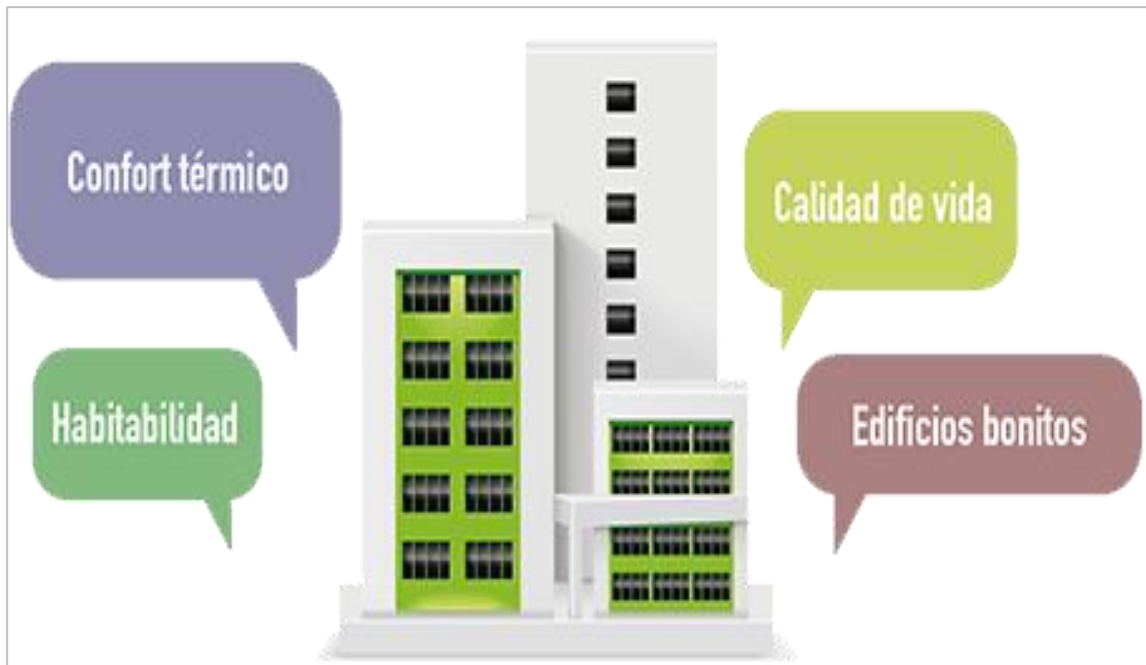 Confort térmico
Calidad de vida
Habitabilidad
Edificios bonitos